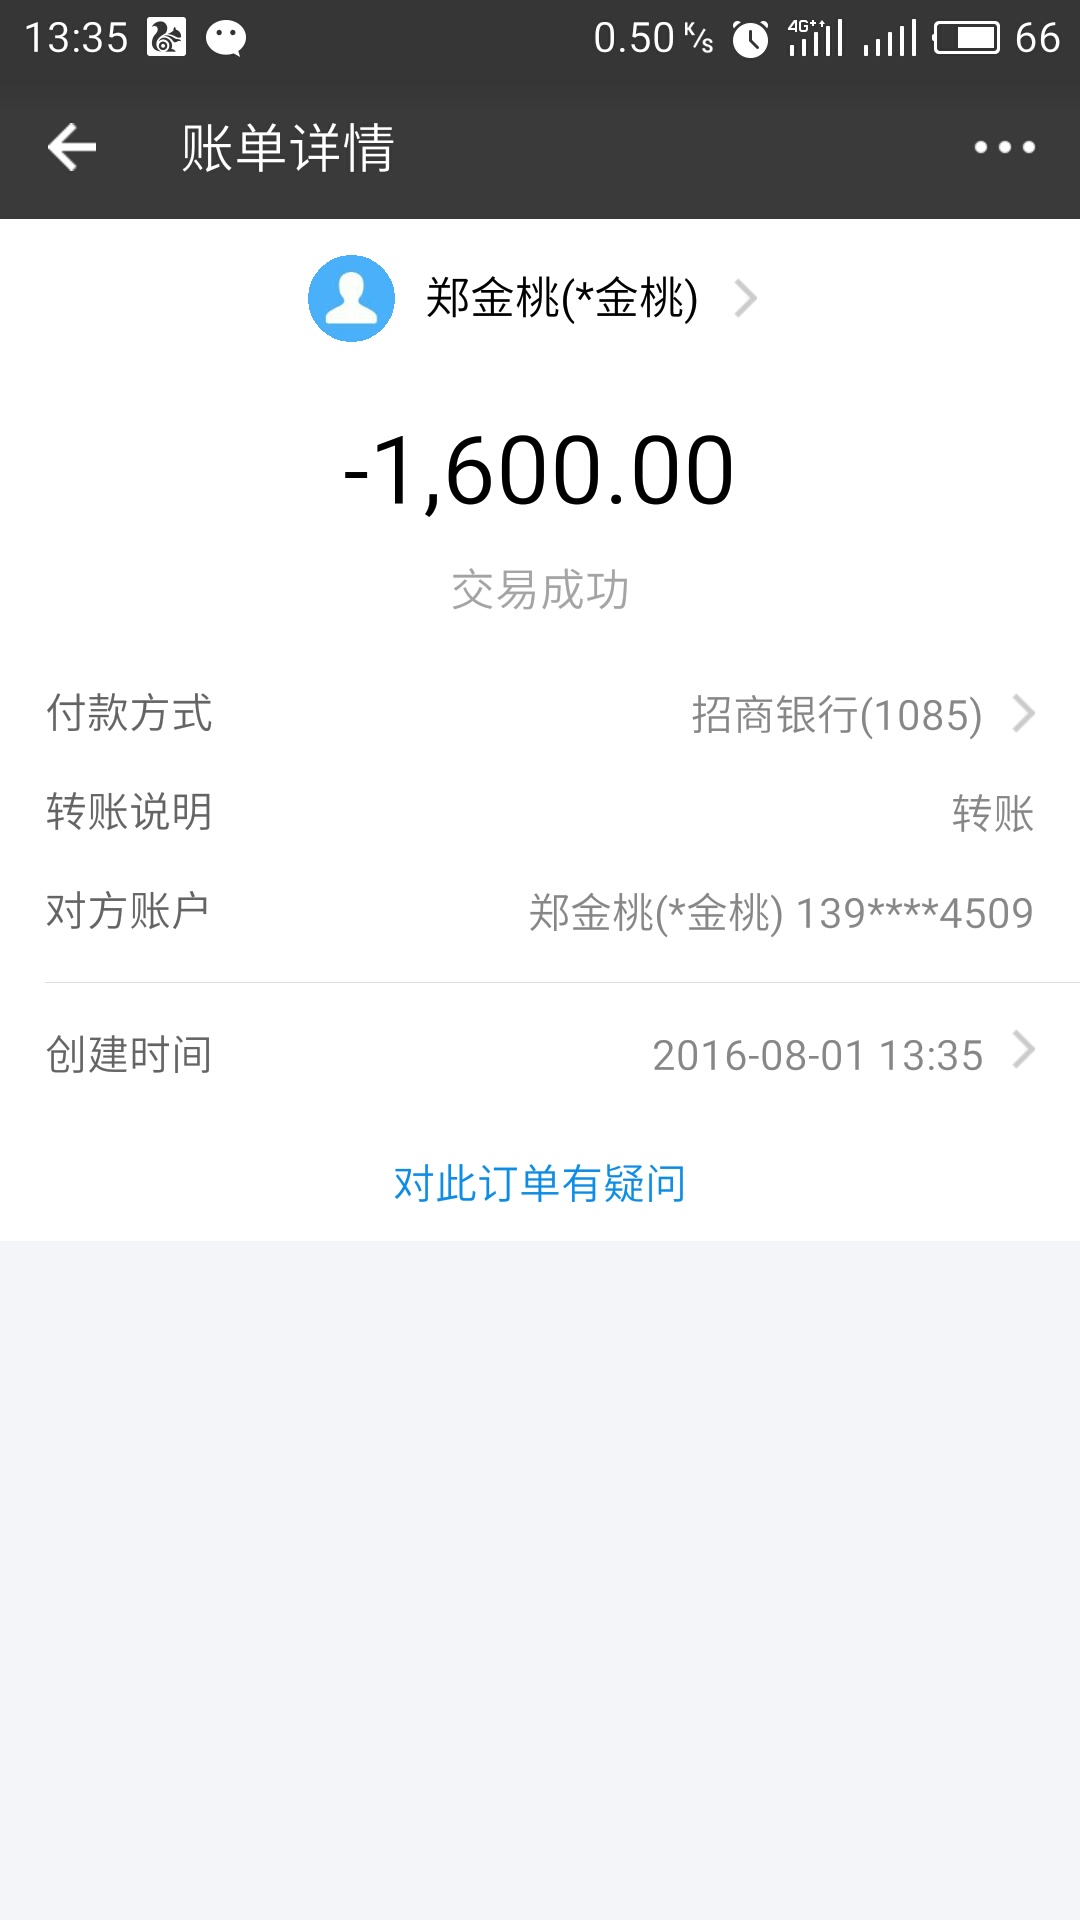 13:35 0.50 K/s 4G++ 66
账单详情
郑金桃(*金桃)
-1,600.00
交易成功
付款方式 招商银行(1085)
转账说明 转账
对方账户 郑金桃(*金桃) 139****4509
创建时间 2016-08-01 13:35
对此订单有疑问